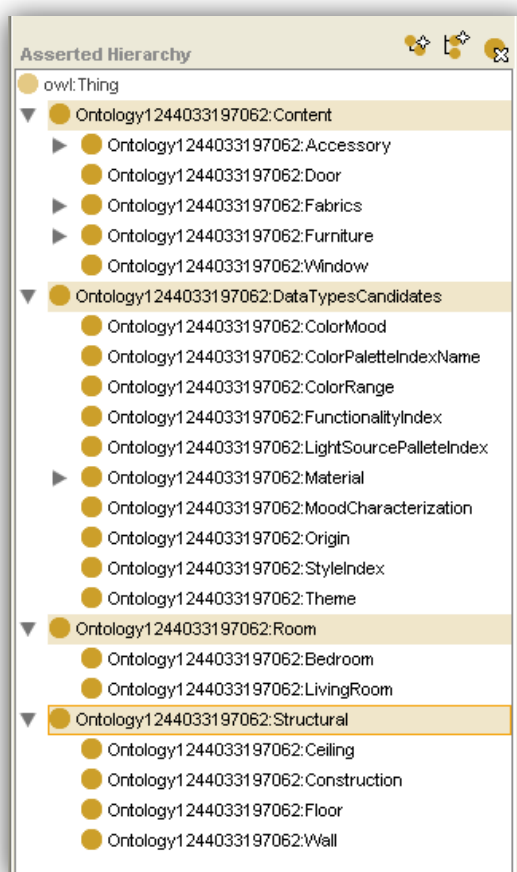 Asserted Hierarchy
owl:Thing
Ontology1244033197062:Content
Ontology1244033197062:Accessory
Ontology1244033197062:Door
Ontology1244033197062:Fabrics
Ontology1244033197062:Furniture
Ontology1244033197062:Window
Ontology1244033197062:DataTypesCandidates
Ontology1244033197062:ColorMood
Ontology1244033197062:ColorPaletteIndexName
Ontology1244033197062:ColorRange
Ontology1244033197062:FunctionalityIndex
Ontology1244033197062:LightSourcePalleteIndex
Ontology1244033197062:Material
Ontology1244033197062:MoodCharacterization
Ontology1244033197062:Origin
Ontology1244033197062:StyleIndex
Ontology1244033197062:Theme
Ontology1244033197062:Room
Ontology1244033197062:Bedroom
Ontology1244033197062:LivingRoom
Ontology1244033197062:Structural
Ontology1244033197062:Ceiling
Ontology1244033197062:Construction
Ontology1244033197062:Floor
Ontology1244033197062:Wall